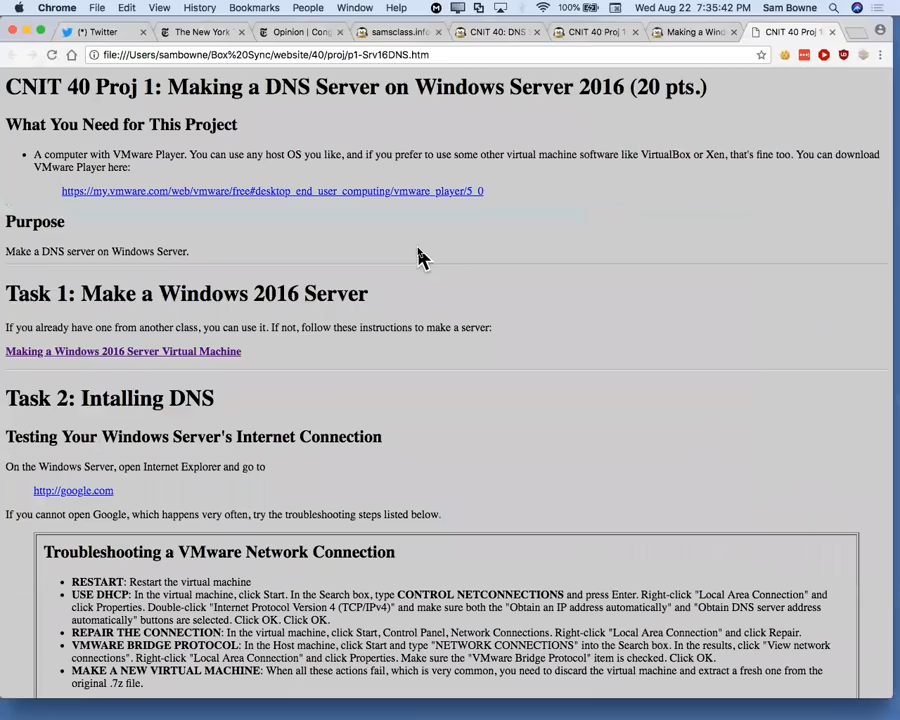 Chrome File Edit View History Bookmarks People Window Help 100% Wed Aug 22 7:35:42 PM Sam Bowne
(*) Twitter The New York Opinion | Cong samsclass.info CNIT 40: DNS CNIT 40 Proj 1 Making a Wind CNIT 40 Proj 1
file:///Users/sambowne/Box%20Sync/website/40/proj/p1-Srv16DNS.htm
CNIT 40 Proj 1: Making a DNS Server on Windows Server 2016 (20 pts.)
What You Need for This Project
• A computer with VMware Player. You can use any host OS you like, and if you prefer to use some other virtual machine software like VirtualBox or Xen, that's fine too. You can download
VMware Player here:
https://my.vmware.com/web/vmware/free#desktop_end_user_computing/vmware_player/5_0
Purpose
Make a DNS server on Windows Server.
Task 1: Make a Windows 2016 Server
If you already have one from another class, you can use it. If not, follow these instructions to make a server:
Making a Windows 2016 Server Virtual Machine
Task 2: Intalling DNS
Testing Your Windows Server's Internet Connection
On the Windows Server, open Internet Explorer and go to
http://google.com
If you cannot open Google, which happens very often, try the troubleshooting steps listed below.
Troubleshooting a VMware Network Connection
• RESTART: Restart the virtual machine
• USE DHCP: In the virtual machine, click Start. In the Search box, type CONTROL NETCONNECTIONS and press Enter. Right-click "Local Area Connection" and
click Properties. Double-click "Internet Protocol Version 4 (TCP/IPv4) and make sure both the "Obtain an IP address automatically" and "Obtain DNS server address
automatically" buttons are selected. Click OK. Click OK.
• REPAIR THE CONNECTION: In the virtual machine, click Start, Control Panel, Network Connections. Right-click "Local Area Connection" and click Repair.
• VMWARE BRIDGE PROTOCOL: In the Host machine, click Start and type "NETWORK CONNECTIONS" into the Search box. In the results, click "View network
connections". Right-click "Local Area Connection" and click Properties. Make sure the "VMware Bridge Protocol" item is checked. Click OK.
• MAKE A NEW VIRTUAL MACHINE: When all these actions fail, which is very common, you need to discard the virtual machine and extract a fresh one from the
original .7z file.